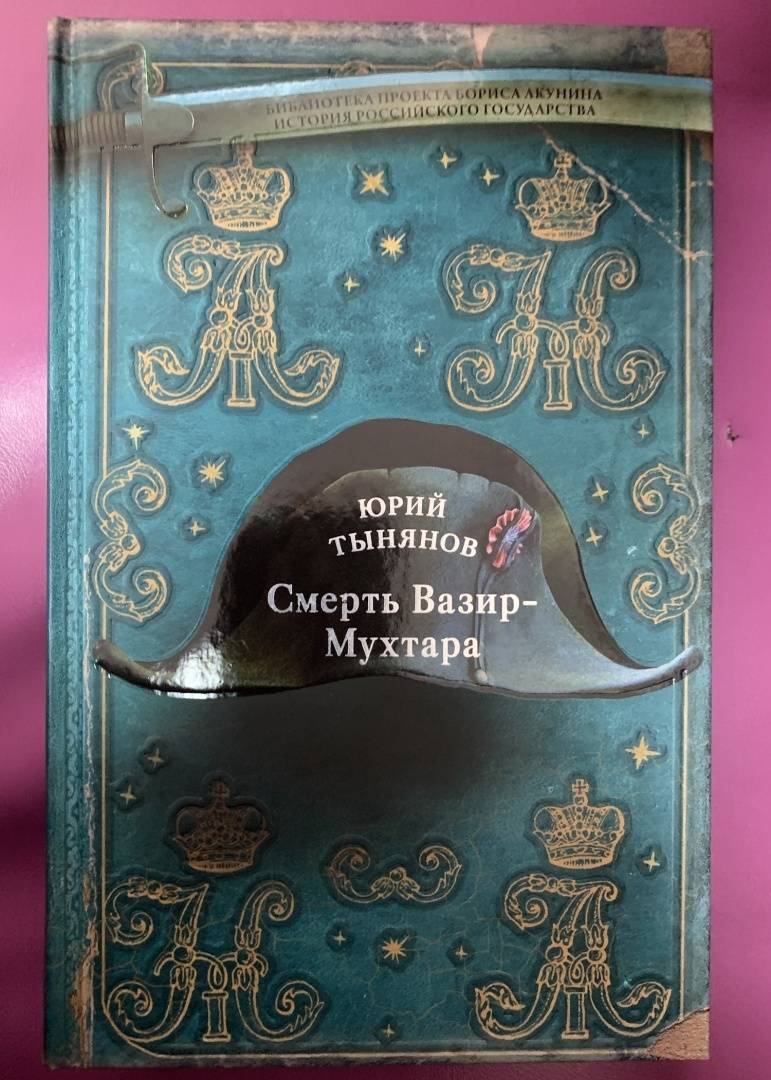 БИБЛИОТЕКА ПРОЕКТА БОРИСА АКУНИНА
ИСТОРИЯ РОССИЙСКОГО ГОСУДАРСТВА
ЮРИЙ
ТЫНЯНОВ
Смерть Вазир-
Мухтара